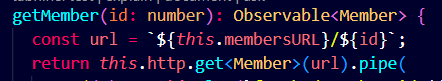 getMember(id: number): Observable<Member> {
const url = `${this.membersURL}/${id}`;
return this.http.get<Member>(url).pipe(